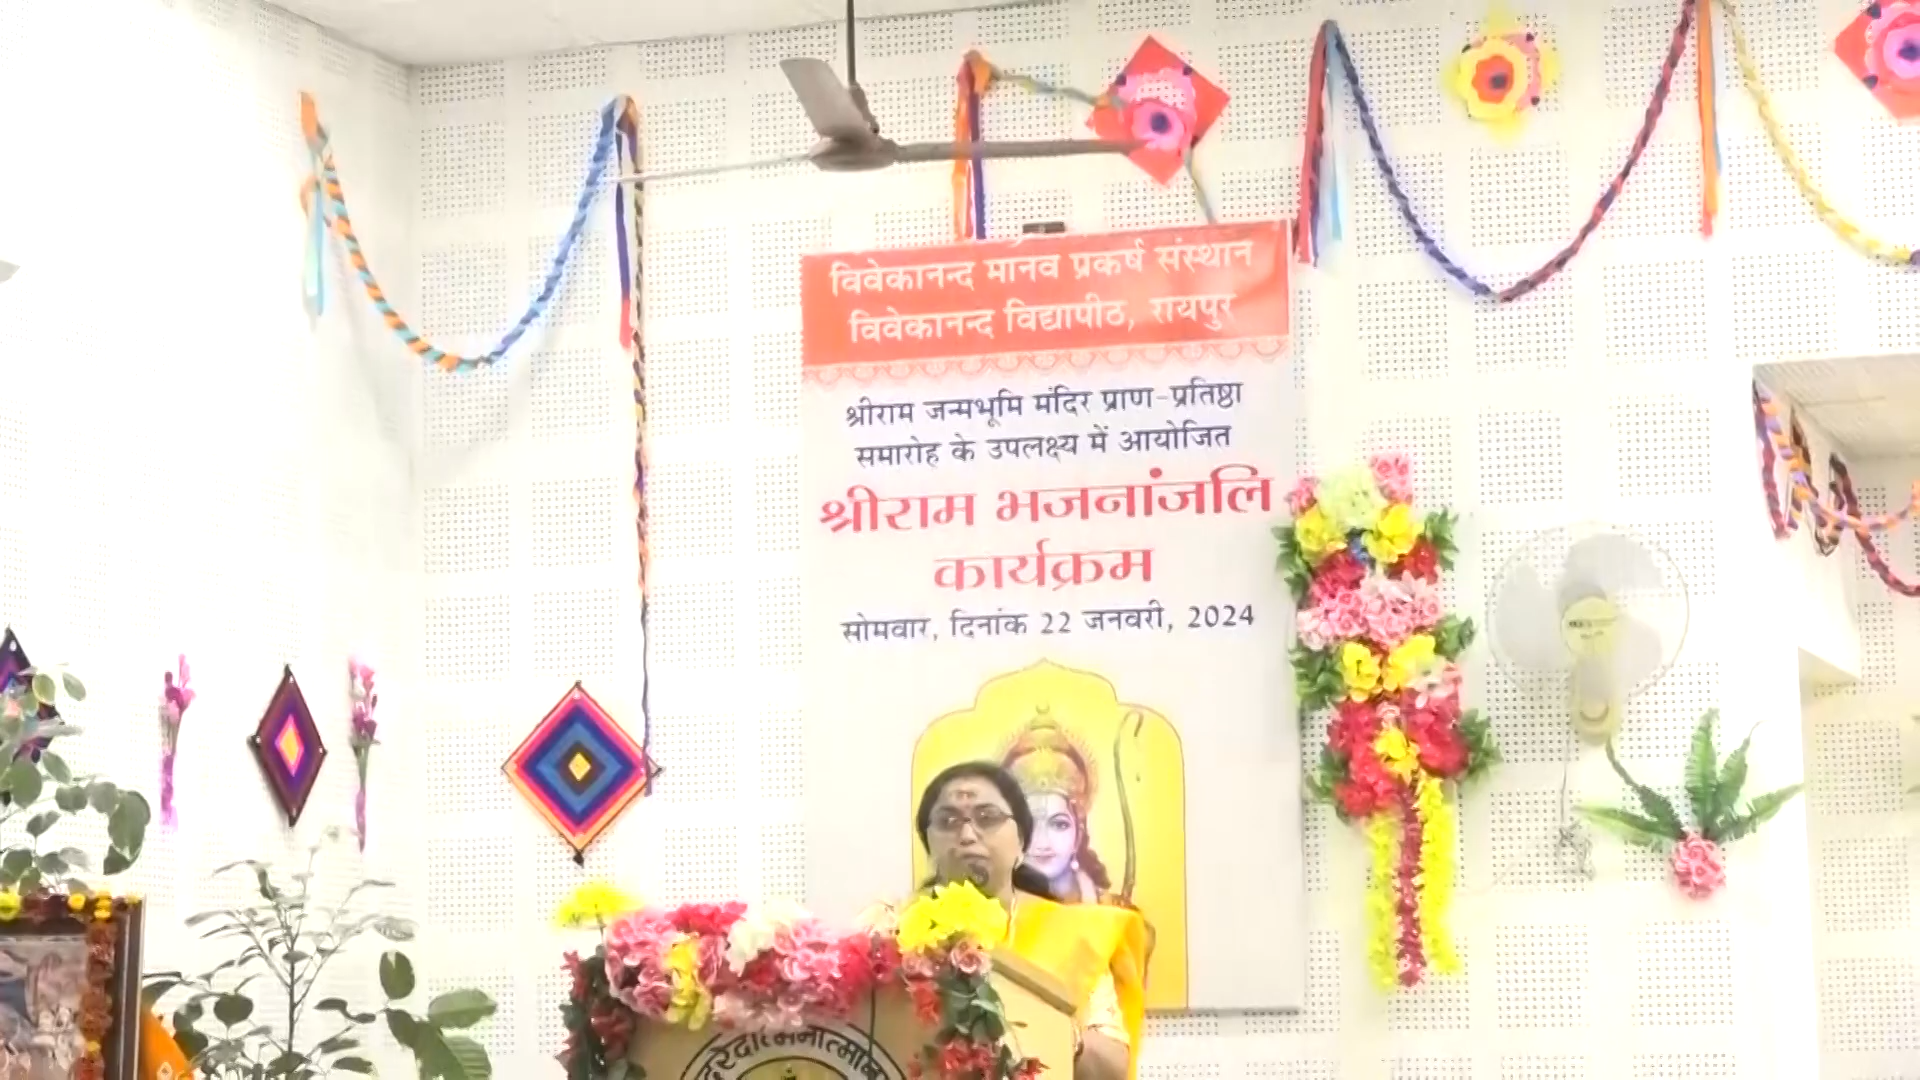 विवेकानन्द मानव प्रकर्ष संस्थान
विवेकानन्द विद्यापीठ, रायपुर
श्रीराम जन्मभूमि मंदिर प्राण-प्रतिष्ठा
समारोह के उपलक्ष्य में आयोजित
श्रीराम भजनांजलि
कार्यक्रम
सोमवार, दिनांक 22 जनवरी, 2024